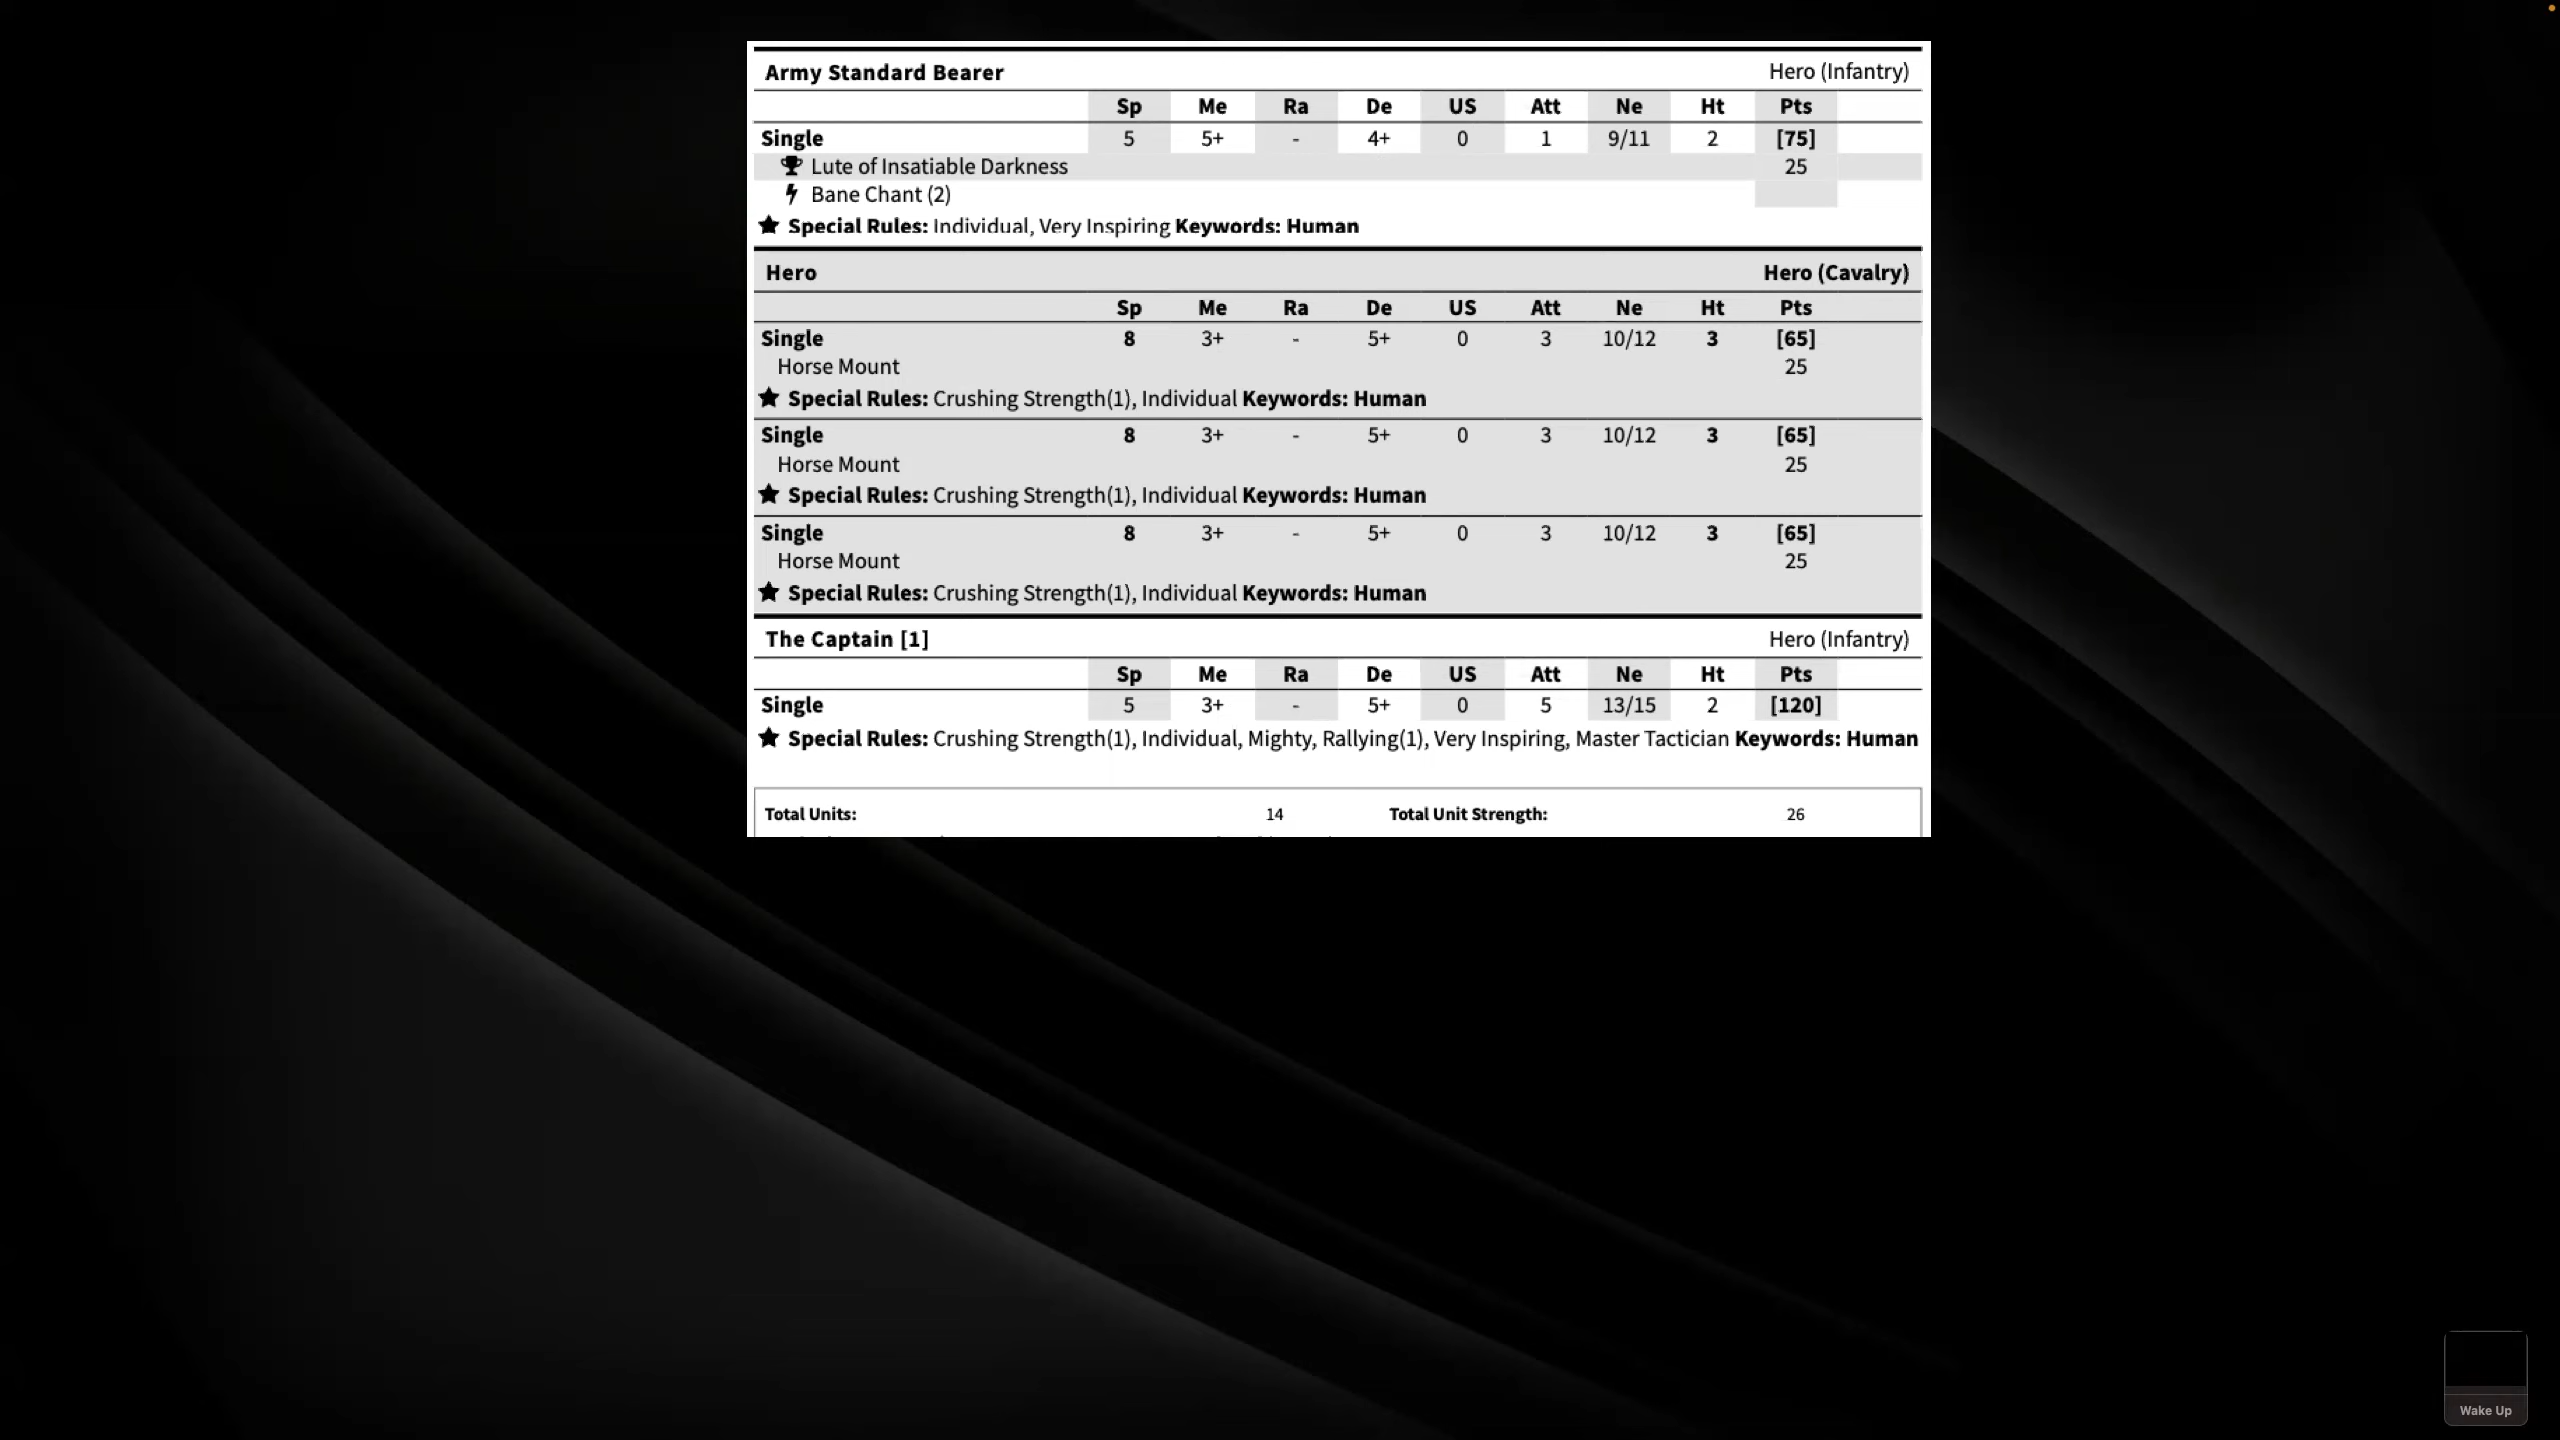 Army Standard Bearer Hero (Infantry)
Sp Me Ra De US Att Ne Ht Pts
Single 5 5+ - 4+ 0 1 9/11 2 [75]
Lute of Insatiable Darkness 25
Bane Chant (2)
Special Rules: Individual, Very Inspiring Keywords: Human
Hero Hero (Cavalry)
Sp Me Ra De US Att Ne Ht Pts
Single 8 3+ - 5+ 0 3 10/12 3 [65]
Horse Mount 25
Special Rules: Crushing Strength(1), Individual Keywords: Human
Single 8 3+ - 5+ 0 3 10/12 3 [65]
Horse Mount 25
Special Rules: Crushing Strength(1), Individual Keywords: Human
Single 8 3+ - 5+ 0 3 10/12 3 [65]
Horse Mount 25
Special Rules: Crushing Strength(1), Individual Keywords: Human
The Captain [1] Hero (Infantry)
Sp Me Ra De US Att Ne Ht Pts
Single 5 3+ - 5+ 0 5 13/15 2 [120]
Special Rules: Crushing Strength(1), Individual, Mighty, Rallying(1), Very Inspiring, Master Tactician Keywords: Human
Total Units: 14 Total Unit Strength: 26
Wake Up